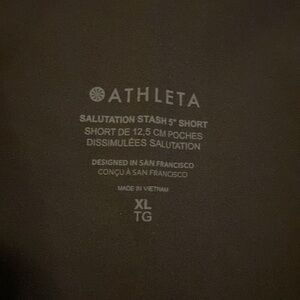 ATHLETA
SALUTATION STASH 5" SHORT
SHORT DE 12,5 CM POCHES
DISSIMULÉES SALUTATION
DESIGNED IN SAN FRANCISCO
CONÇU À SAN FRANCISCO
MADE IN VIETNAM
XL
TG